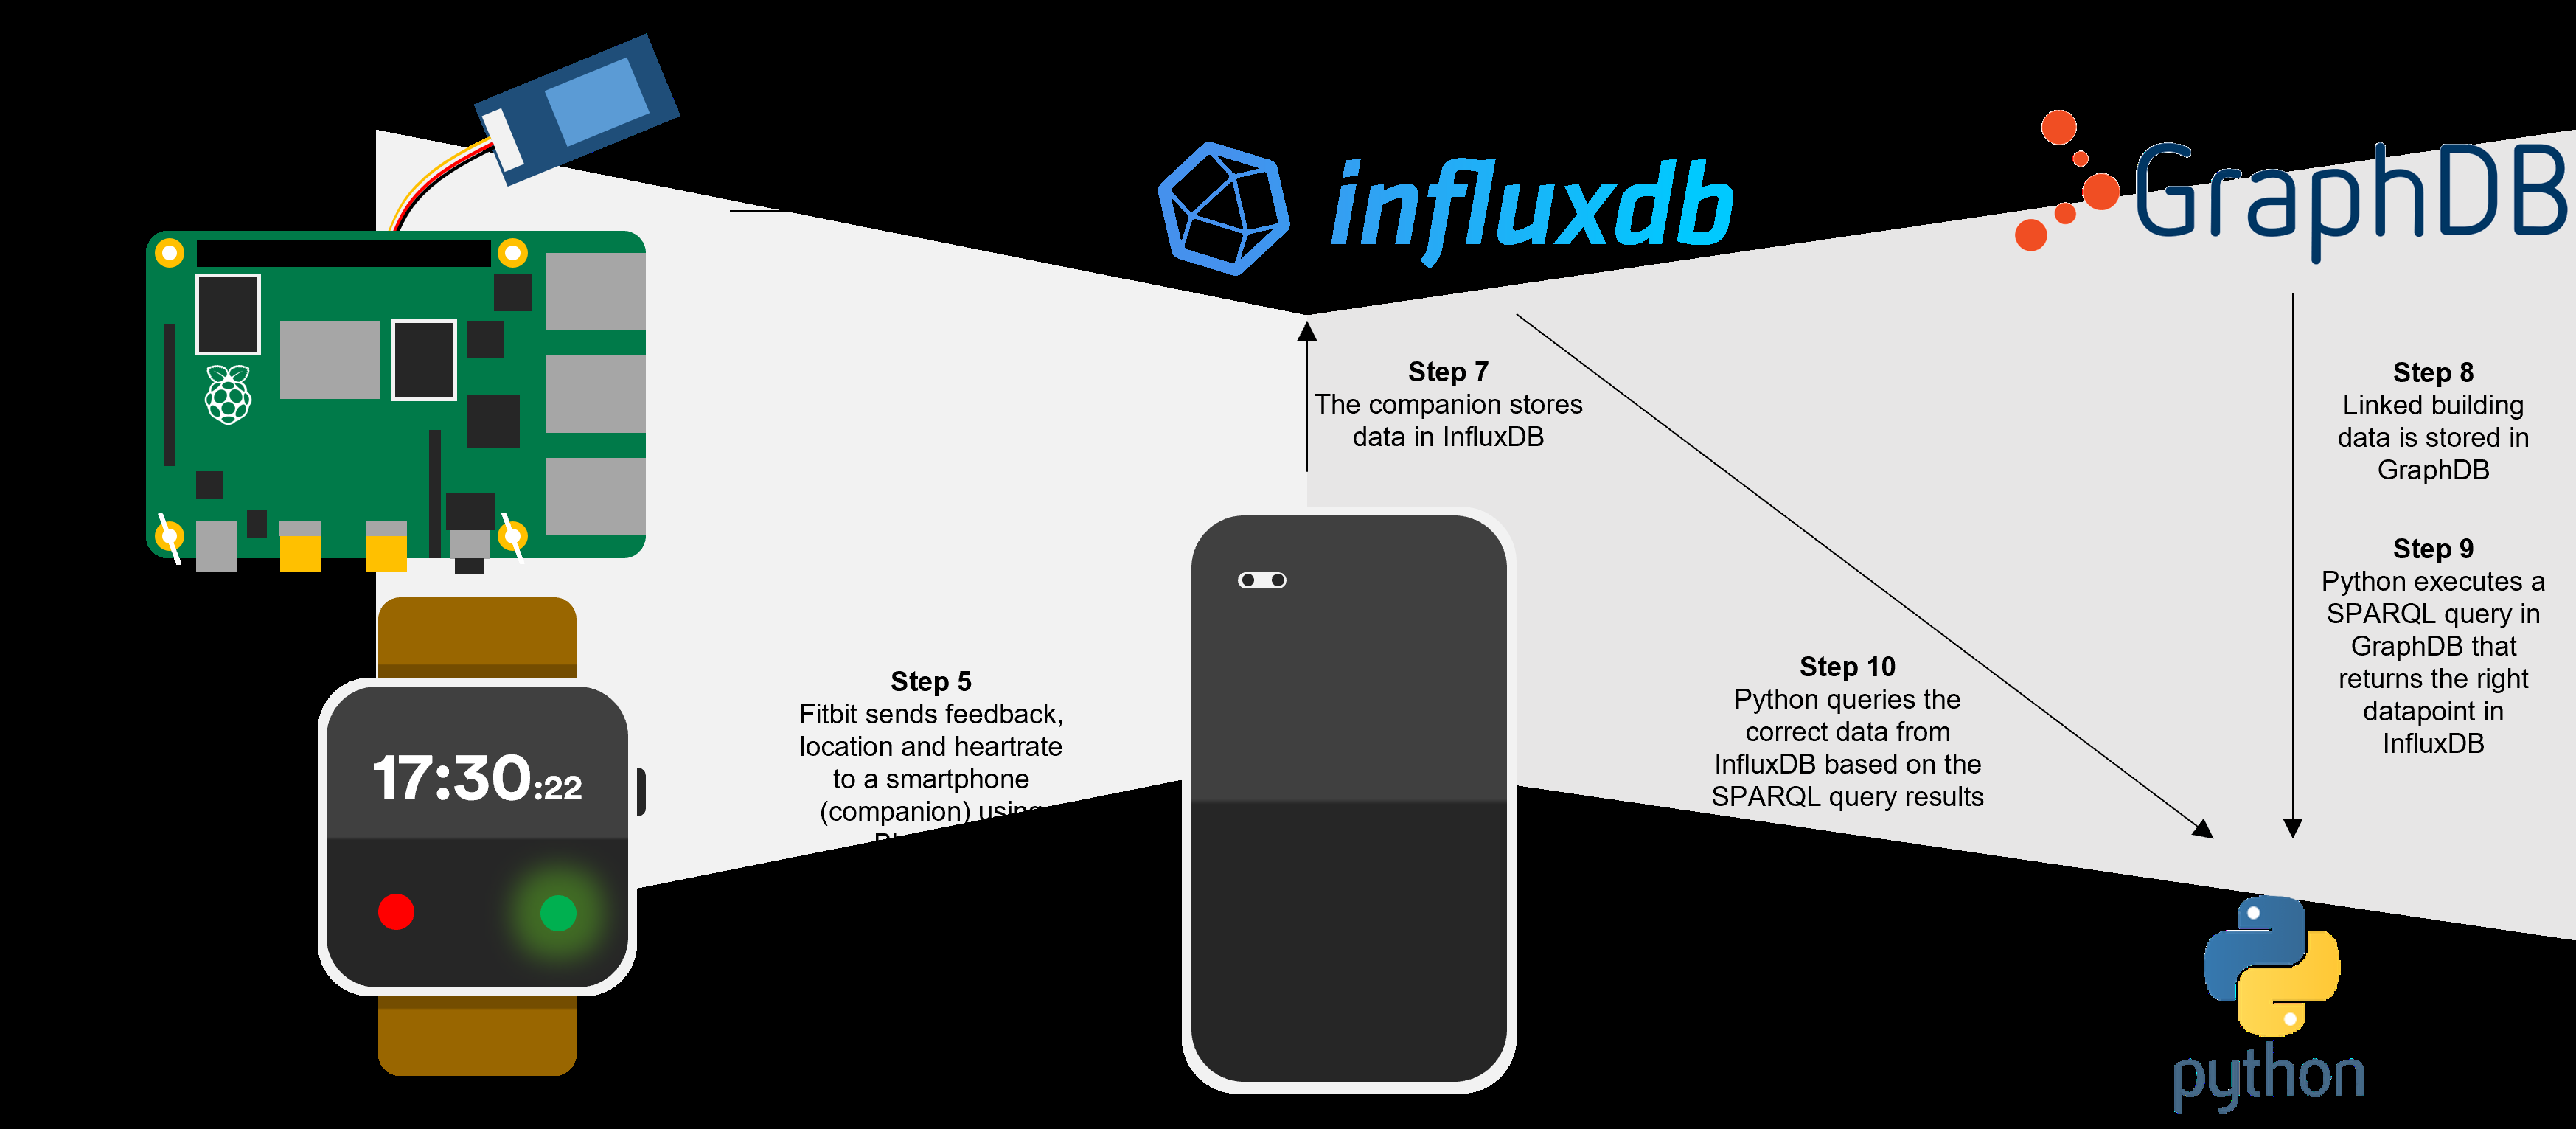 influxdb
GraphDB
Step 7
The companion stores
data in InfluxDB
Step 8
Linked building
data is stored in
GraphDB
Step 9
Python executes a
SPARQL query in
GraphDB that
returns the right
datapoint in
InfluxDB
Step 5
Fitbit sends feedback,
location and heartrate
to a smartphone
(companion) using
Step 10
Python queries the
correct data from
InfluxDB based on the
SPARQL query results
17:30:22
python